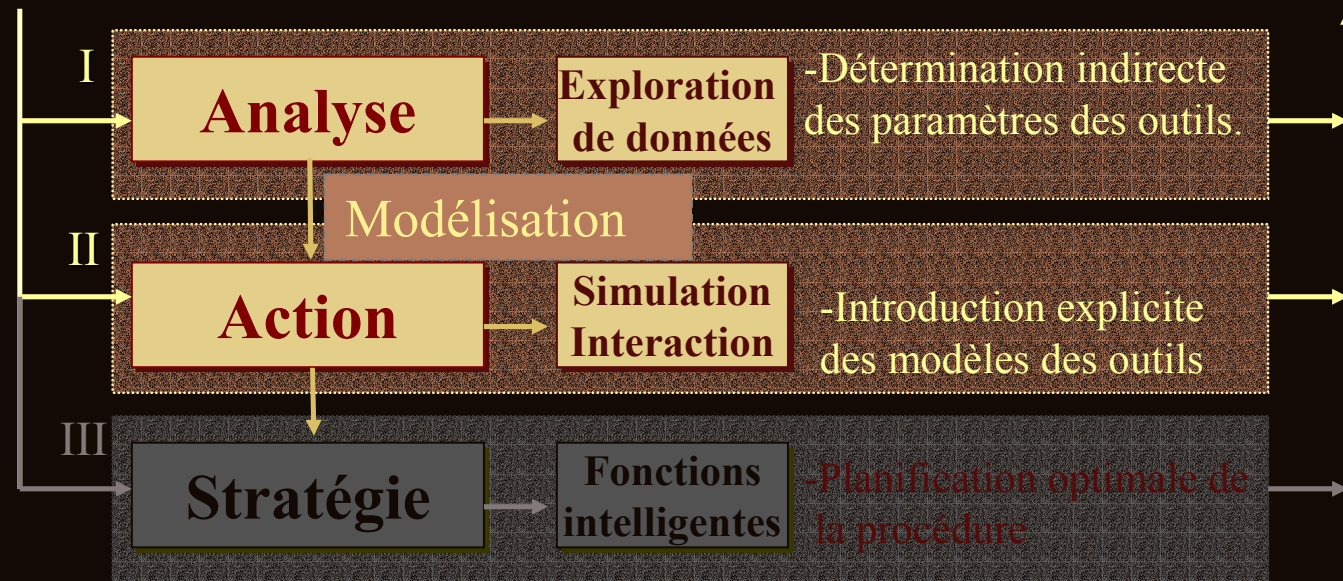 I
Analyse
Exploration
de données
-Détermination indirecte
des paramètres des outils.
Modélisation
II
Action
Simulation
Interaction
-Introduction explicite
des modèles des outils
III
Stratégie
Fonctions
intelligentes
-Planification optimale de
la procédure